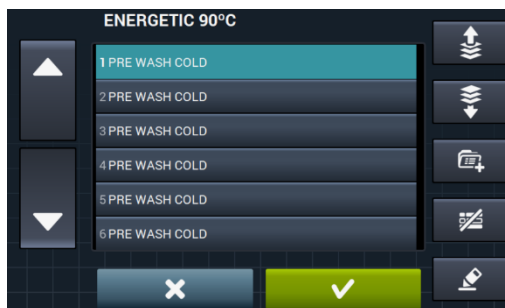 ENERGETIC 90ºC
1 PRE WASH COLD
2 PRE WASH COLD
3 PRE WASH COLD
4 PRE WASH COLD
5 PRE WASH COLD
6 PRE WASH COLD